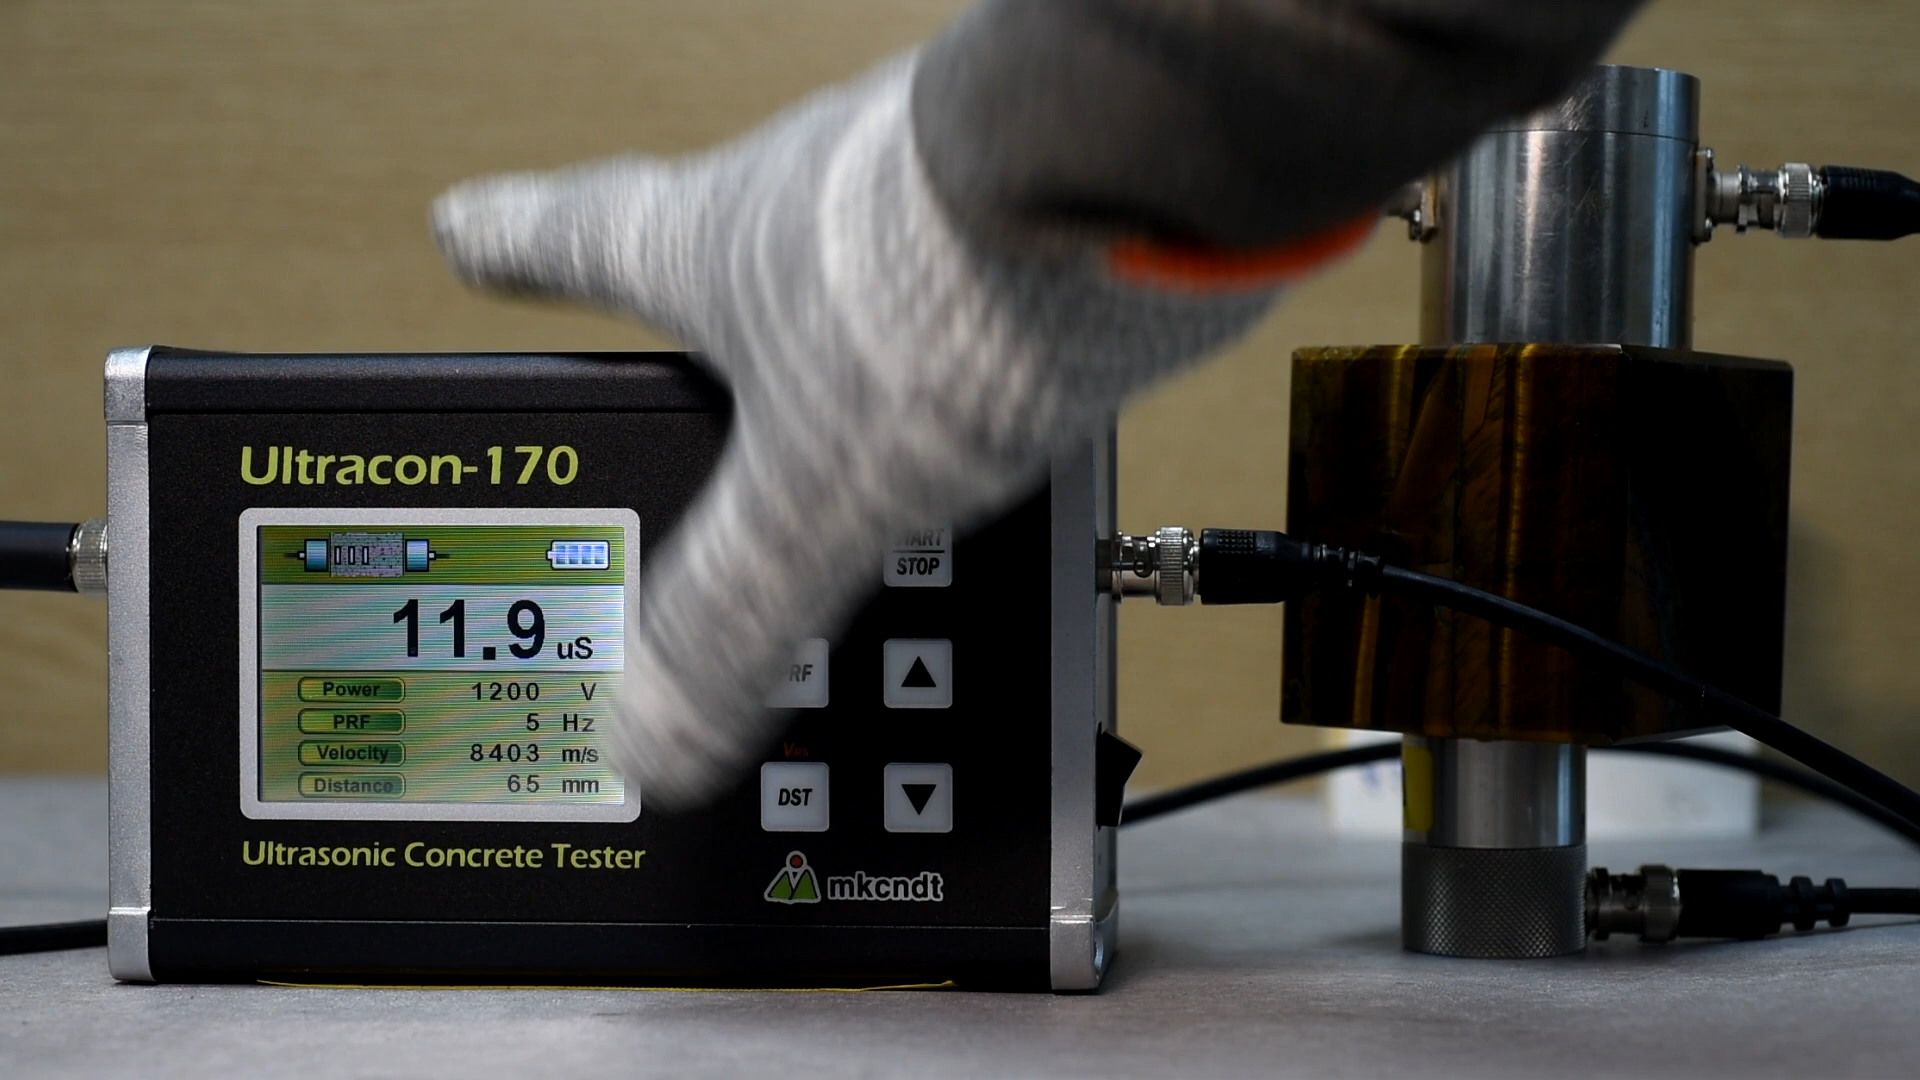 Ultracon-170
11.9 uS
Power 1200 V
PRF 5 Hz
Velocity 8403 m/s
Distance 65 mm
Ultrasonic Concrete Tester
STOP
DST
mkcndt